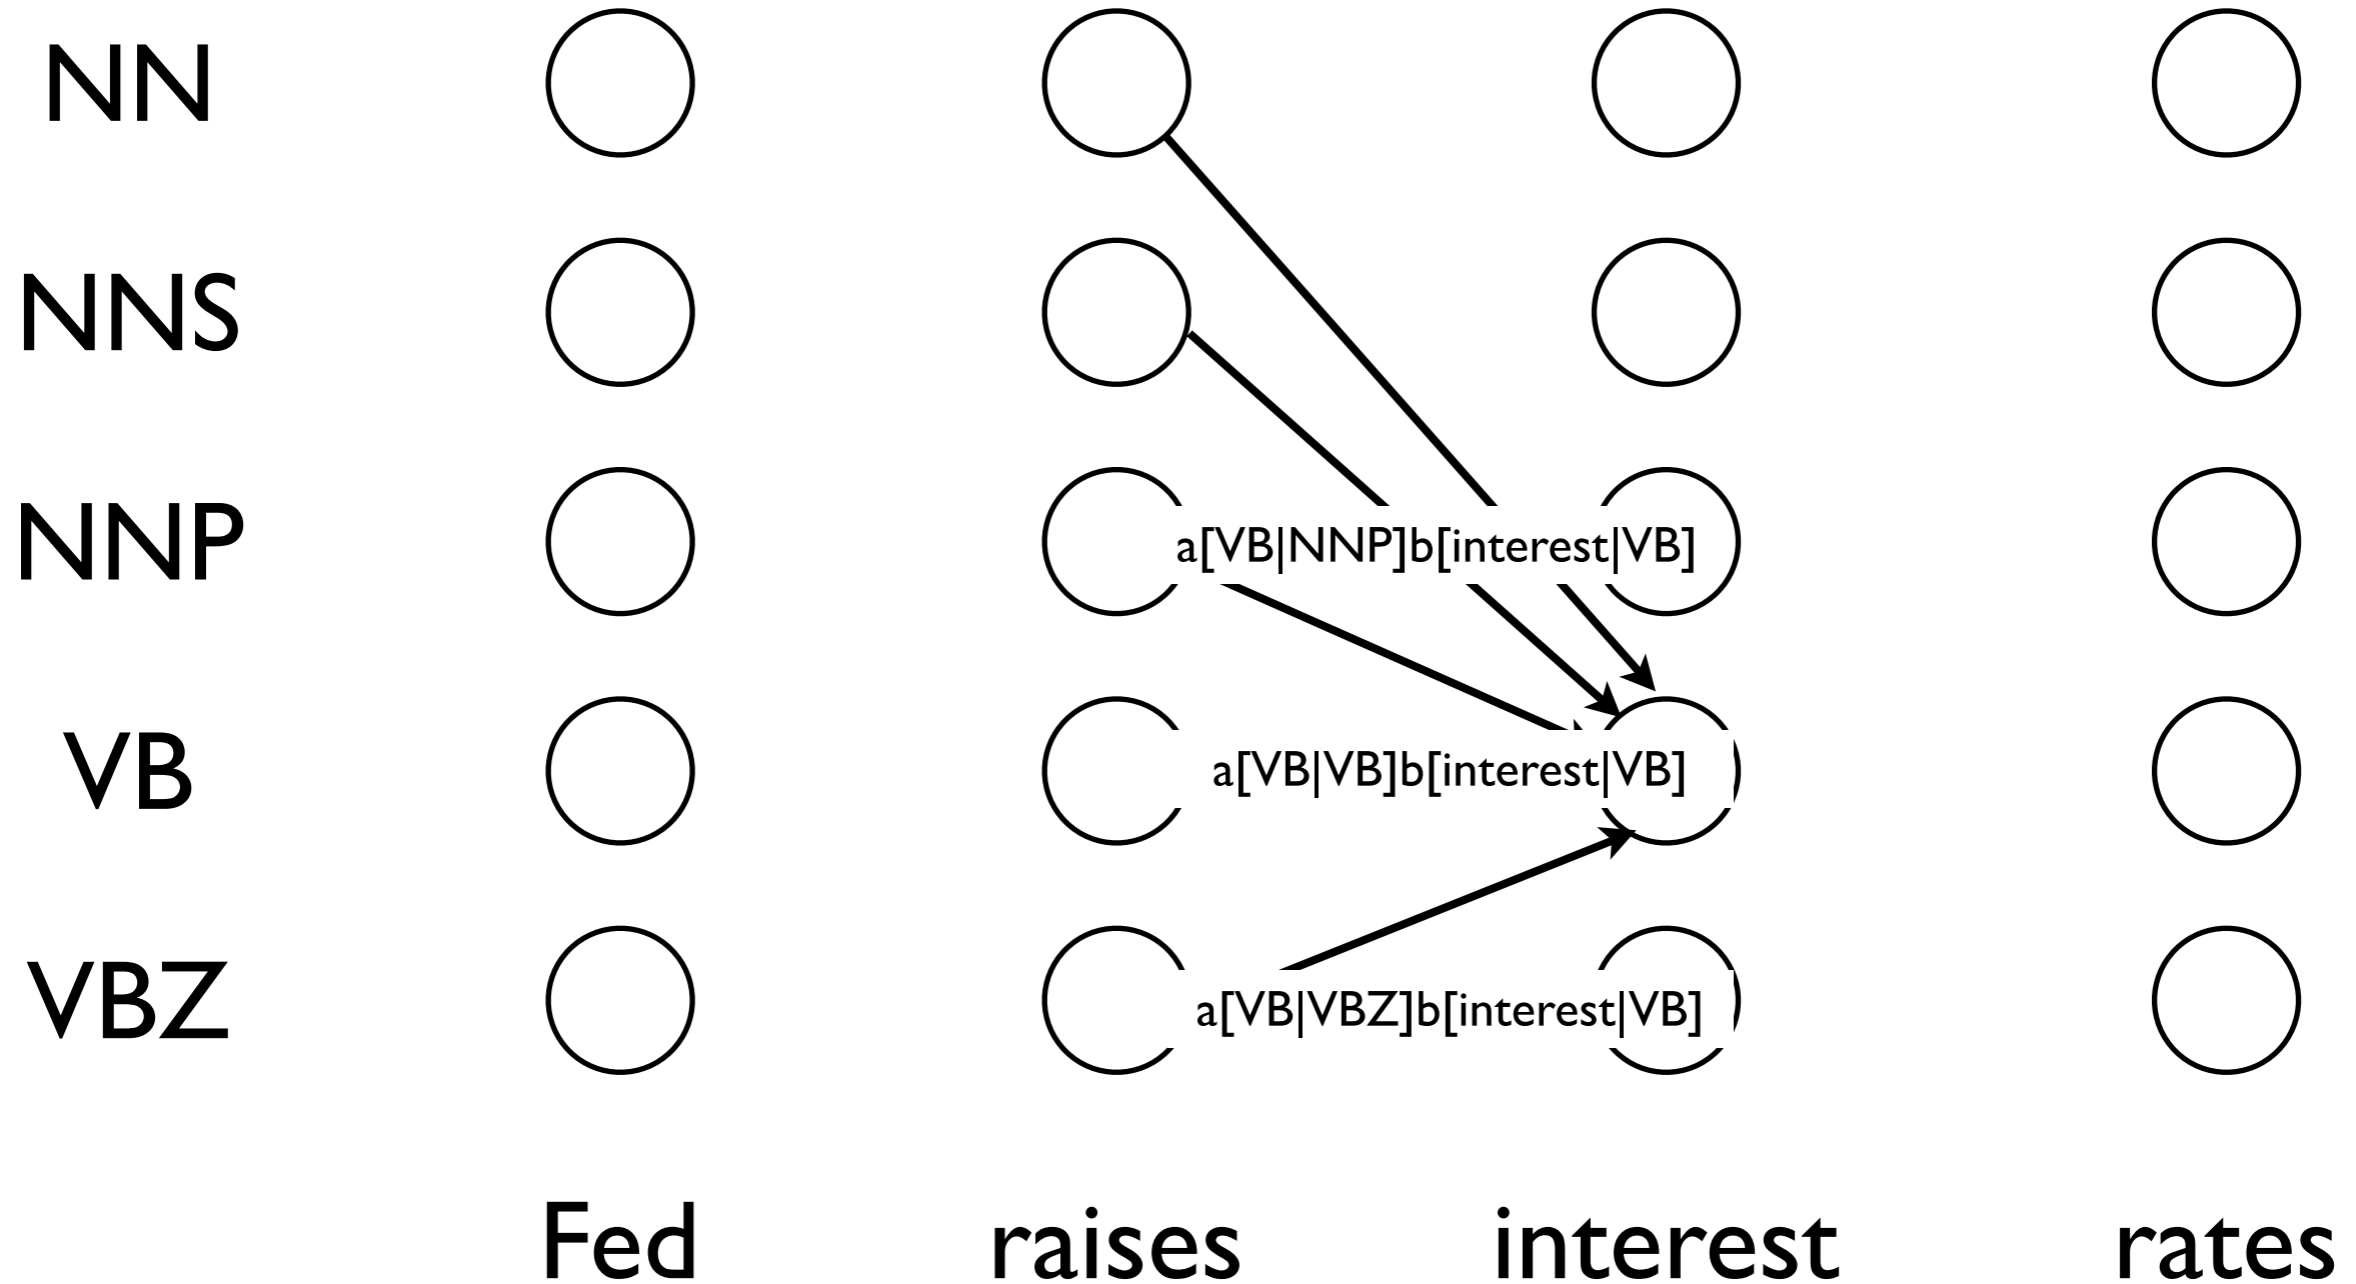 NN
NNS
NNP
a[VB|NNP]b[interest|VB]
VB
a[VB|VB]b[interest|VB]
VBZ
a[VB|VBZ]b[interest|VB]
Fed raises interest rates